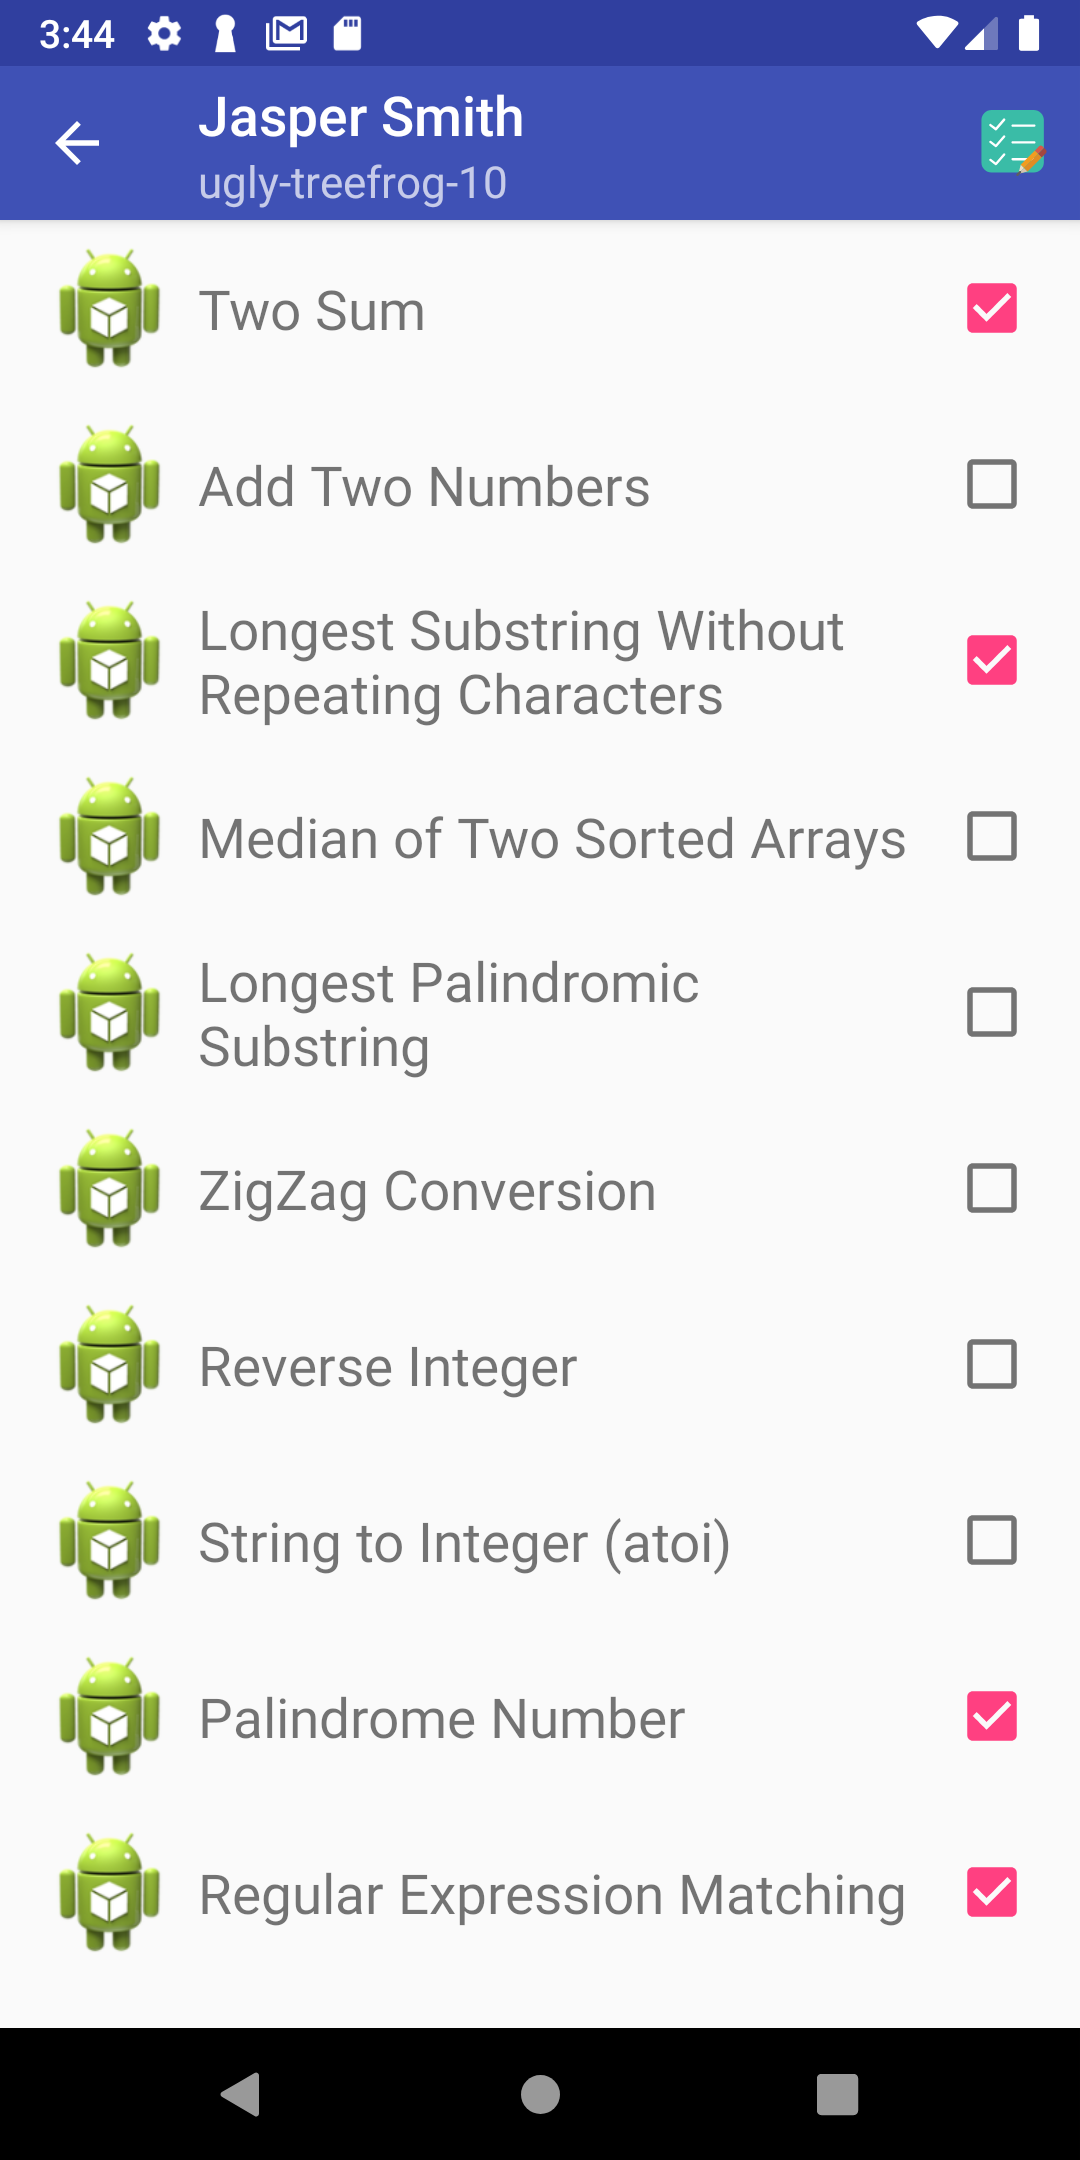 3:44
Jasper Smith
ugly-treefrog-10
Two Sum
Add Two Numbers
Longest Substring Without
Repeating Characters
Median of Two Sorted Arrays
Longest Palindromic
Substring
ZigZag Conversion
Reverse Integer
String to Integer (atoi)
Palindrome Number
Regular Expression Matching